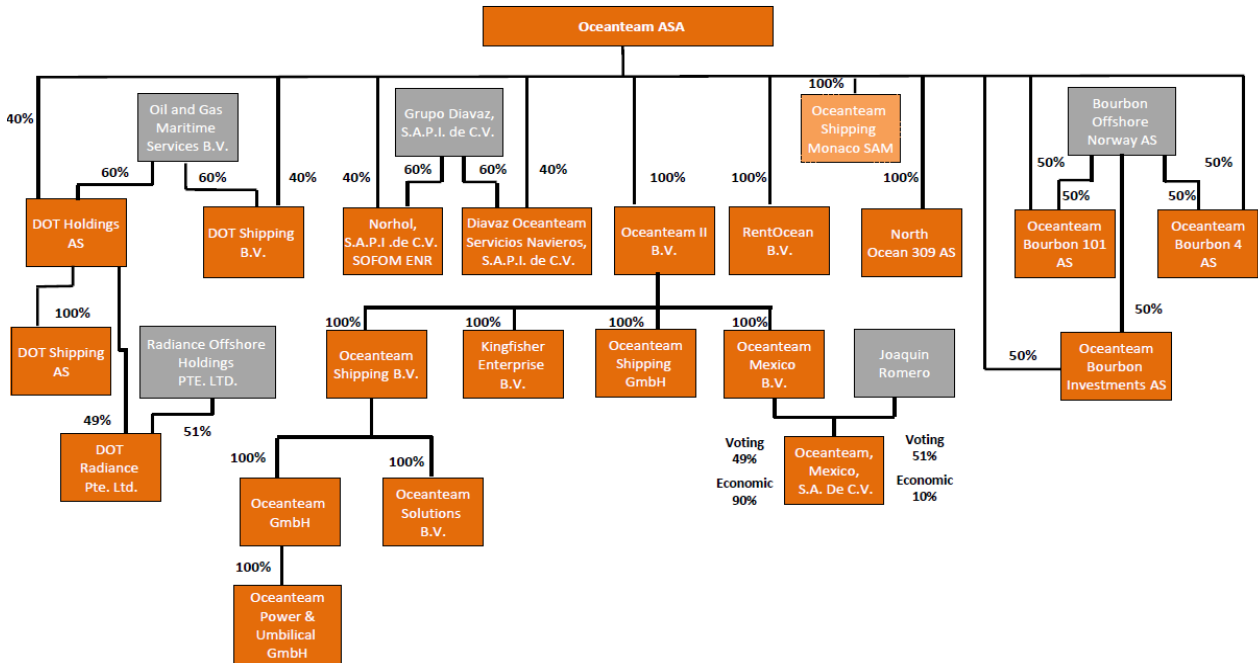 Oceanteam ASA
40%
Oil and Gas
Maritime
Services B.V.
60%
60%
40%
40%
Grupo Diavaz,
S.A.P.I. de C.V.
60%
60%
40%
100%
100%
100%
Oceanteam
Shipping
Monaco SAM
100%
Bourbon
Offshore
Norway AS
50%
50%
50%
50%
DOT Holdings
AS
DOT Shipping
B.V.
Norhol,
S.A.P.I .de C.V.
SOFOM ENR
Diavaz Oceanteam
Servicios Navieros,
S.A.P.I. de C.V.
Oceanteam II
B.V.
RentOcean
B.V.
North
Ocean 309 AS
Oceanteam
Bourbon 101
AS
Oceanteam
Bourbon 4
AS
100%
100%
100%
100%
100%
50%
50%
DOT Shipping
AS
Radiance Offshore
Holdings
PTE. LTD.
Oceanteam
Shipping B.V.
Kingfisher
Enterprise
B.V.
Oceanteam
Shipping
GmbH
Oceanteam
Mexico
B.V.
Joaquin
Romero
Oceanteam
Bourbon
Investments AS
49%
51%
DOT
Radiance
Pte. Ltd.
100%
100%
Voting
49%
Economic
90%
Oceanteam,
Mexico,
S.A. De C.V.
Voting
51%
Economic
10%
Oceanteam
GmbH
Oceanteam
Solutions
B.V.
100%
Oceanteam
Power &
Umbilical
GmbH